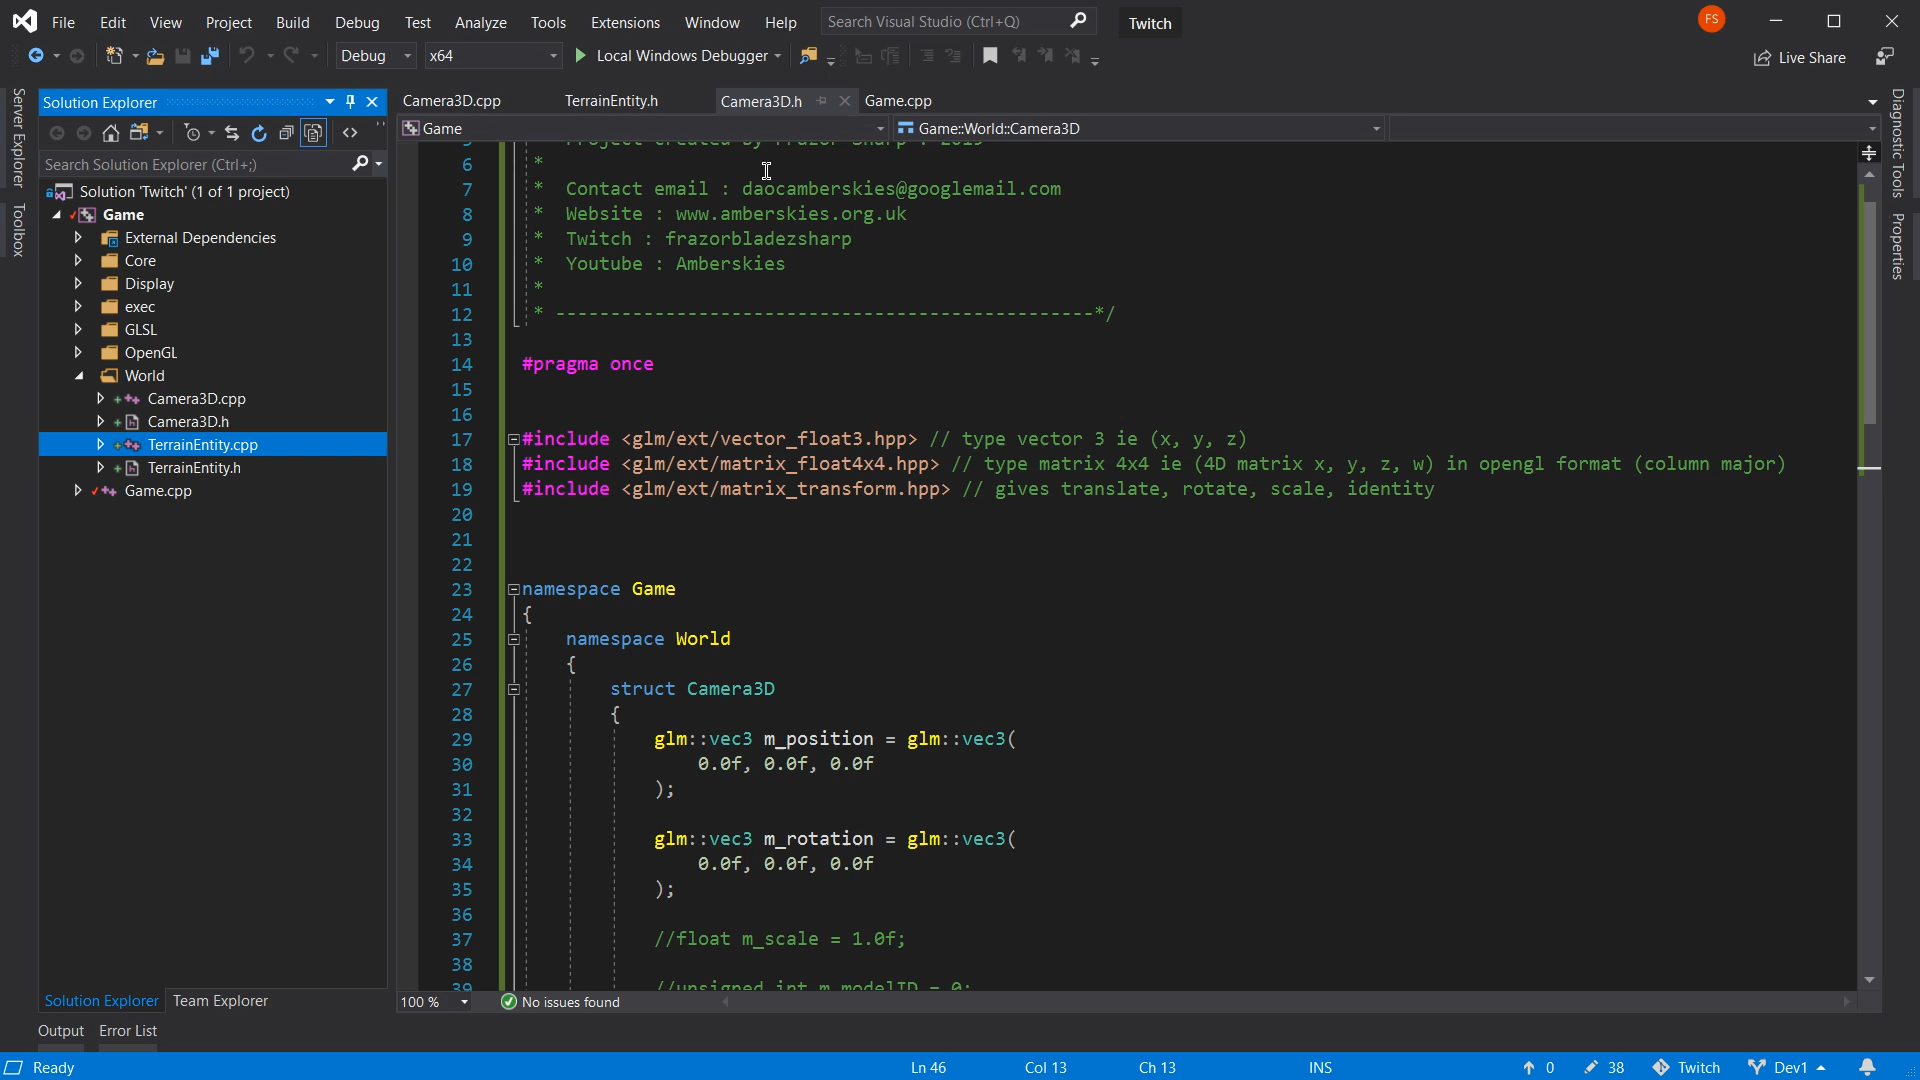 File Edit View Project Build Debug Test Analyze Tools Extensions Window Help Search Visual Studio (Ctrl+Q) Twitch FS
Debug x64 Local Windows Debugger Live Share
Server Explorer
Toolbox
Solution Explorer
Search Solution Explorer (Ctrl+;)
Solution 'Twitch' (1 of 1 project)
Game
External Dependencies
Core
Display
exec
GLSL
OpenGL
World
Camera3D.cpp
Camera3D.h
TerrainEntity.cpp
TerrainEntity.h
Game.cpp
Solution Explorer Team Explorer
Camera3D.cpp TerrainEntity.h Camera3D.h Game.cpp
Game Game::World::Camera3D
5 Project created by Frazor Sharp : 2019
6 *
7 * Contact email : daocamberskies@googlemail.com
8 * Website : www.amberskies.org.uk
9 * Twitch : frazorbladezsharp
10 * Youtube : Amberskies
11 *
12 * -------------------------------------------------*/
13
14 #pragma once
15
16
17 #include <glm/ext/vector_float3.hpp> // type vector 3 ie (x, y, z)
18 #include <glm/ext/matrix_float4x4.hpp> // type matrix 4x4 ie (4D matrix x, y, z, w) in opengl format (column major)
19 #include <glm/ext/matrix_transform.hpp> // gives translate, rotate, scale, identity
20
21
22
23 namespace Game
24 {
25 namespace World
26 {
27 struct Camera3D
28 {
29 glm::vec3 m_position = glm::vec3(
30 0.0f, 0.0f, 0.0f
31 );
32
33 glm::vec3 m_rotation = glm::vec3(
34 0.0f, 0.0f, 0.0f
35 );
36
37 //float m_scale = 1.0f;
38
39 //unsigned int m_modelID = 0;
100 % No issues found
Diagnostic Tools
Properties
Output Error List
Ready Ln 46 Col 13 Ch 13 INS 0 38 Twitch Dev1